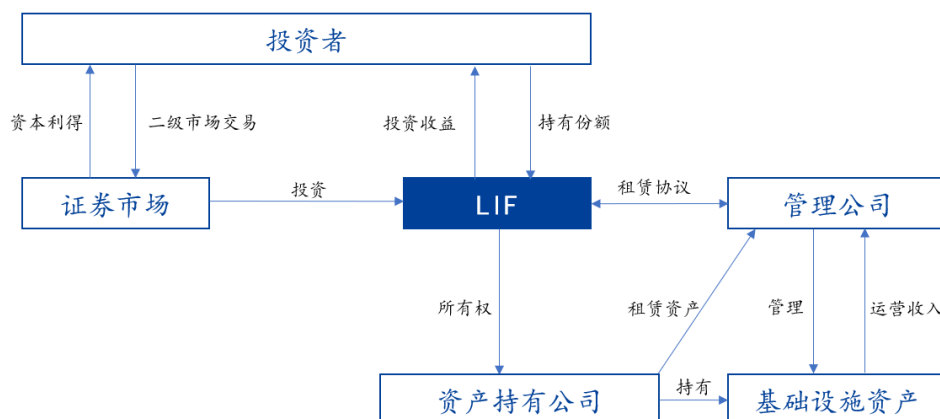 投资者
资本利得
二级市场交易
投资收益
持有份额
证券市场
投资
LIF
租赁协议
管理公司
所有权
租赁资产
管理
运营收入
资产持有公司
持有
基础设施资产